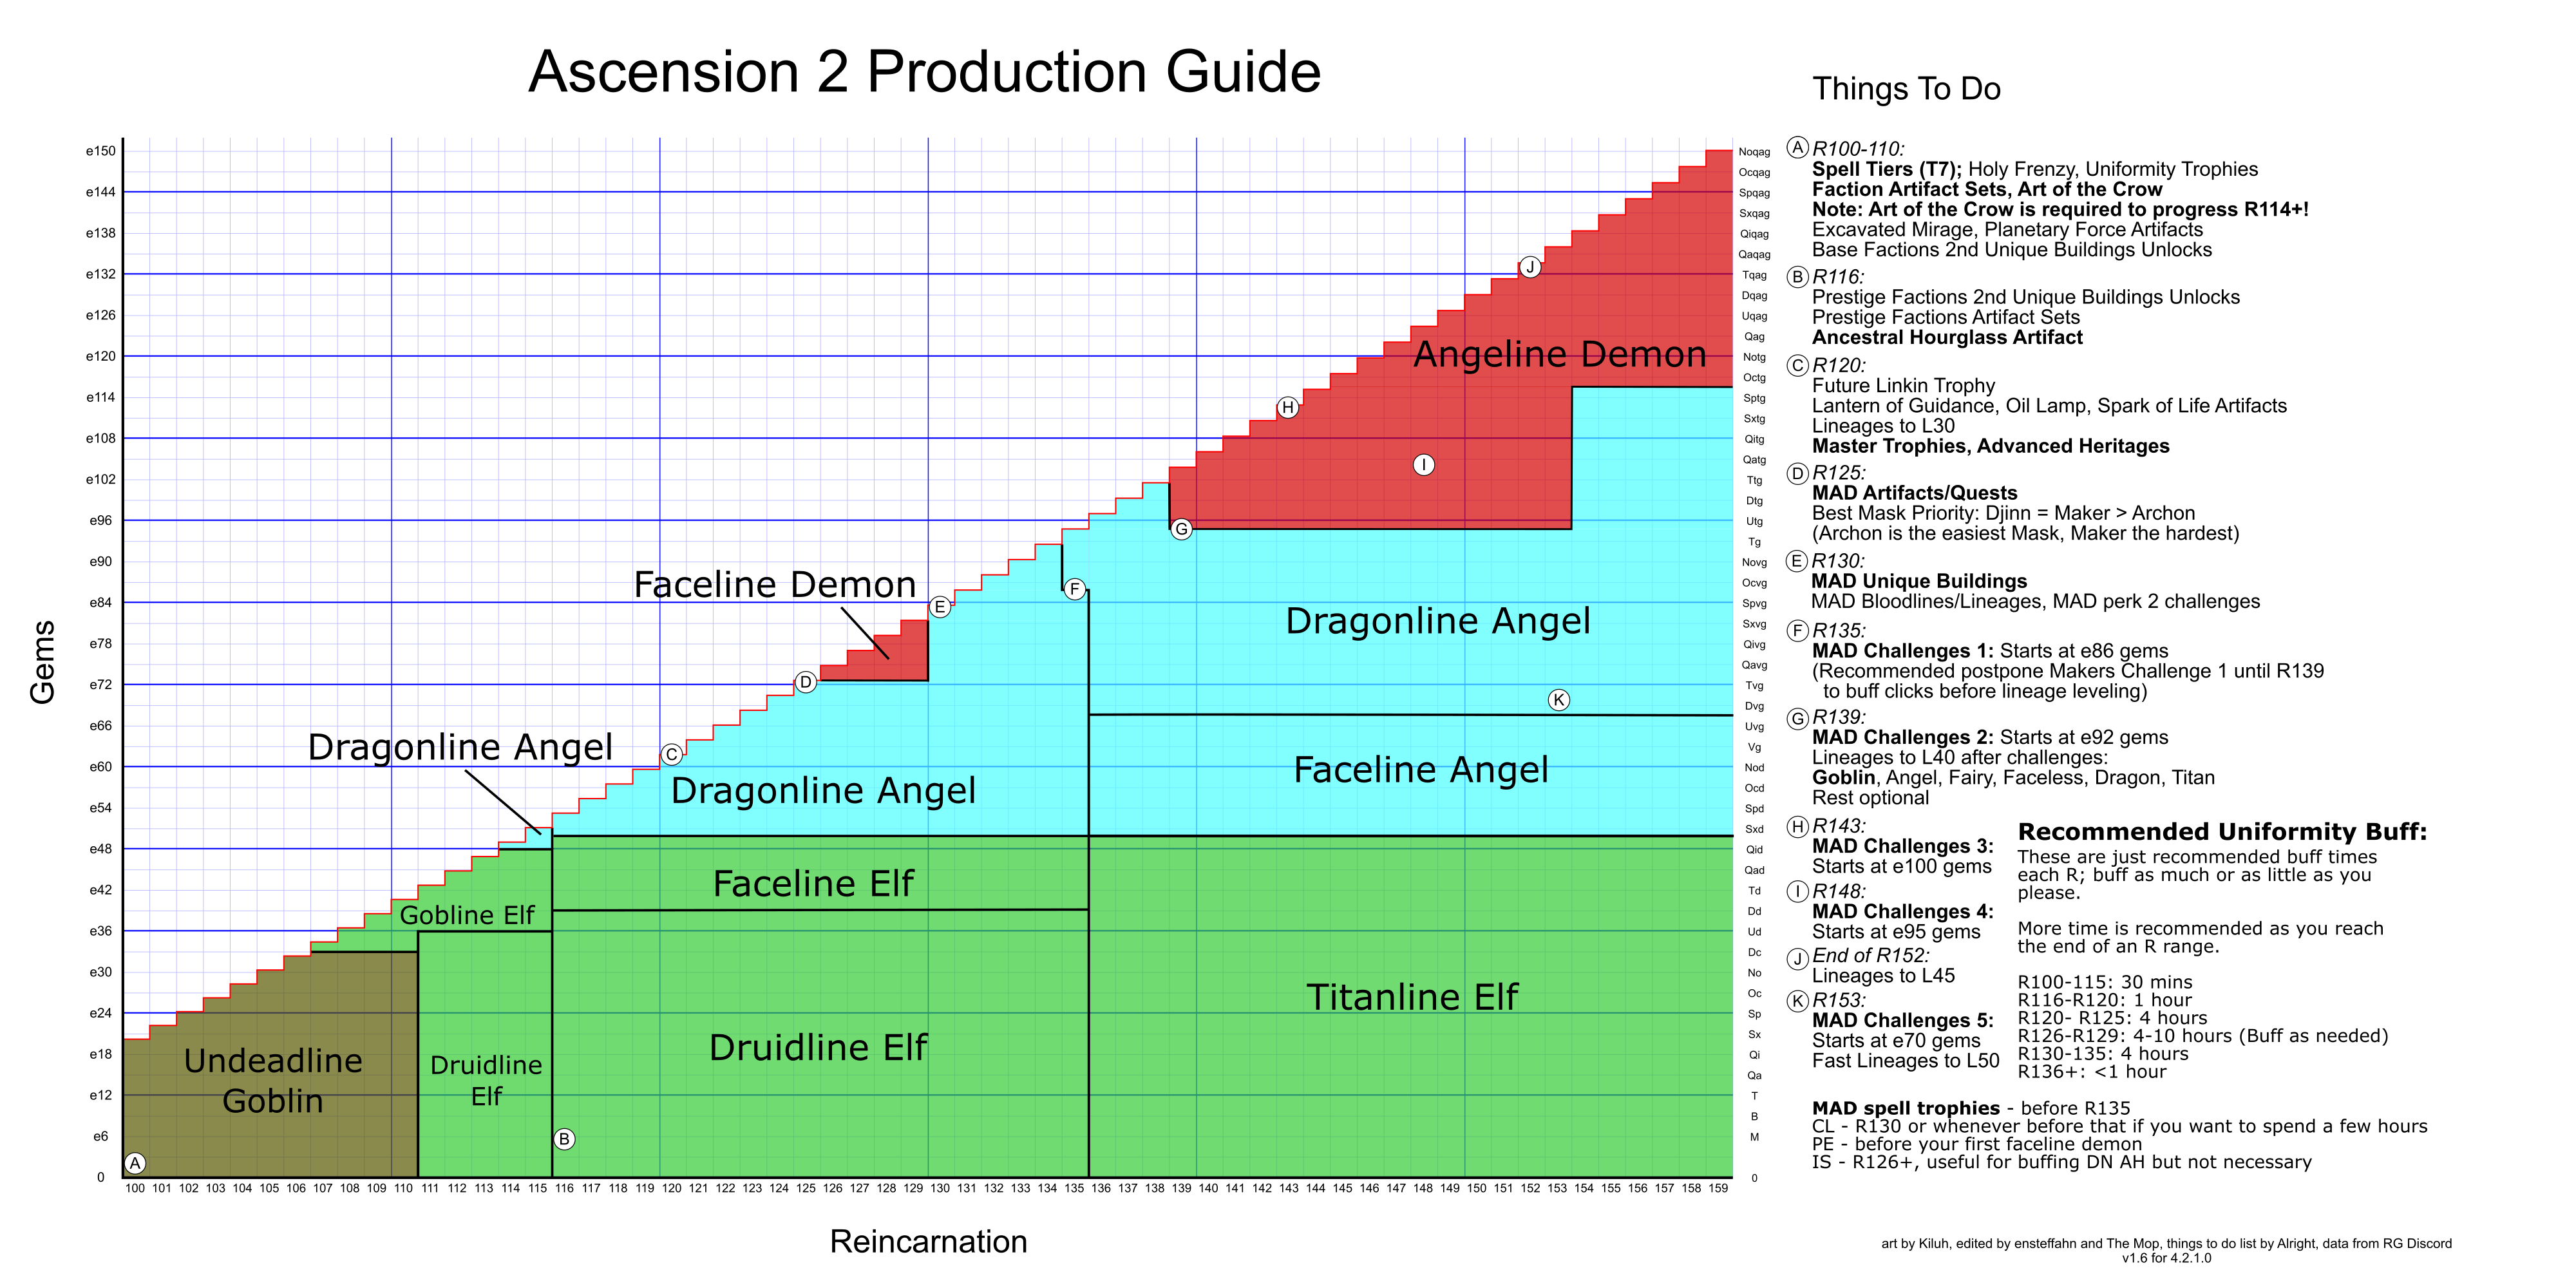 Ascension 2 Production Guide
Gems
e150
e144
e138
e132
e126
e120
e114
e108
e102
e96
e90
e84
e78
e72
e66
e60
e54
e48
e42
e36
e30
e24
e18
e12
e6
0
Faceline Demon
Dragonline Angel
Dragonline Angel
Angeline Demon
Dragonline Angel
Faceline Angel
Faceline Elf
Gobline Elf
Titanline Elf
Druidline Elf
Undeadline
Goblin
Druidline
Elf
A
B
C
D
E
F
G
H
I
J
K
Noqag
Ocqag
Spqag
Sxqag
Qiqag
Qaqag
Tqag
Dqag
Uqag
Qag
Notg
Octg
Sptg
Sxtg
Qitg
Qatg
Ttg
Dtg
Utg
Tg
Novg
Ocvg
Spvg
Sxvg
Qivg
Qavg
Tvg
Dvg
Uvg
Vg
Nod
Ocd
Spd
Sxd
Qid
Qad
Td
Dd
Ud
Dc
No
Oc
Sp
Sx
Qi
Qa
T
B
M
0
100 101 102 103 104 105 106 107 108 109 110 111 112 113 114 115 116 117 118 119 120 121 122 123 124 125 126 127 128 129 130 131 132 133 134 135 136 137 138 139 140 141 142 143 144 145 146 147 148 149 150 151 152 153 154 155 156 157 158 159
Reincarnation
Things To Do
A R100-110:
Spell Tiers (T7); Holy Frenzy, Uniformity Trophies
Faction Artifact Sets, Art of the Crow
Note: Art of the Crow is required to progress R114+!
Excavated Mirage, Planetary Force Artifacts
Base Factions 2nd Unique Buildings Unlocks
B R116:
Prestige Factions 2nd Unique Buildings Unlocks
Prestige Factions Artifact Sets
Ancestral Hourglass Artifact
C R120:
Future Linkin Trophy
Lantern of Guidance, Oil Lamp, Spark of Life Artifacts
Lineages to L30
Master Trophies, Advanced Heritages
D R125:
MAD Artifacts/Quests
Best Mask Priority: Djinn = Maker > Archon
(Archon is the easiest Mask, Maker the hardest)
E R130:
MAD Unique Buildings
MAD Bloodlines/Lineages, MAD perk 2 challenges
F R135:
MAD Challenges 1: Starts at e86 gems
(Recommended postpone Makers Challenge 1 until R139
to buff clicks before lineage leveling)
G R139:
MAD Challenges 2: Starts at e92 gems
Lineages to L40 after challenges:
Goblin, Angel, Fairy, Faceless, Dragon, Titan
Rest optional
H R143:
MAD Challenges 3:
Starts at e100 gems
I R148:
MAD Challenges 4:
Starts at e95 gems
J End of R152:
Lineages to L45
K R153:
MAD Challenges 5:
Starts at e70 gems
Fast Lineages to L50
Recommended Uniformity Buff:
These are just recommended buff times
each R; buff as much or as little as you
please.
More time is recommended as you reach
the end of an R range.
R100-115: 30 mins
R116-R120: 1 hour
R120- R125: 4 hours
R126-R129: 4-10 hours (Buff as needed)
R130-135: 4 hours
R136+: <1 hour
MAD spell trophies - before R135
CL - R130 or whenever before that if you want to spend a few hours
PE - before your first faceline demon
IS - R126+, useful for buffing DN AH but not necessary
art by Kiluh, edited by ensteffahn and The Mop, things to do list by Alright, data from RG Discord
v1.6 for 4.2.1.0